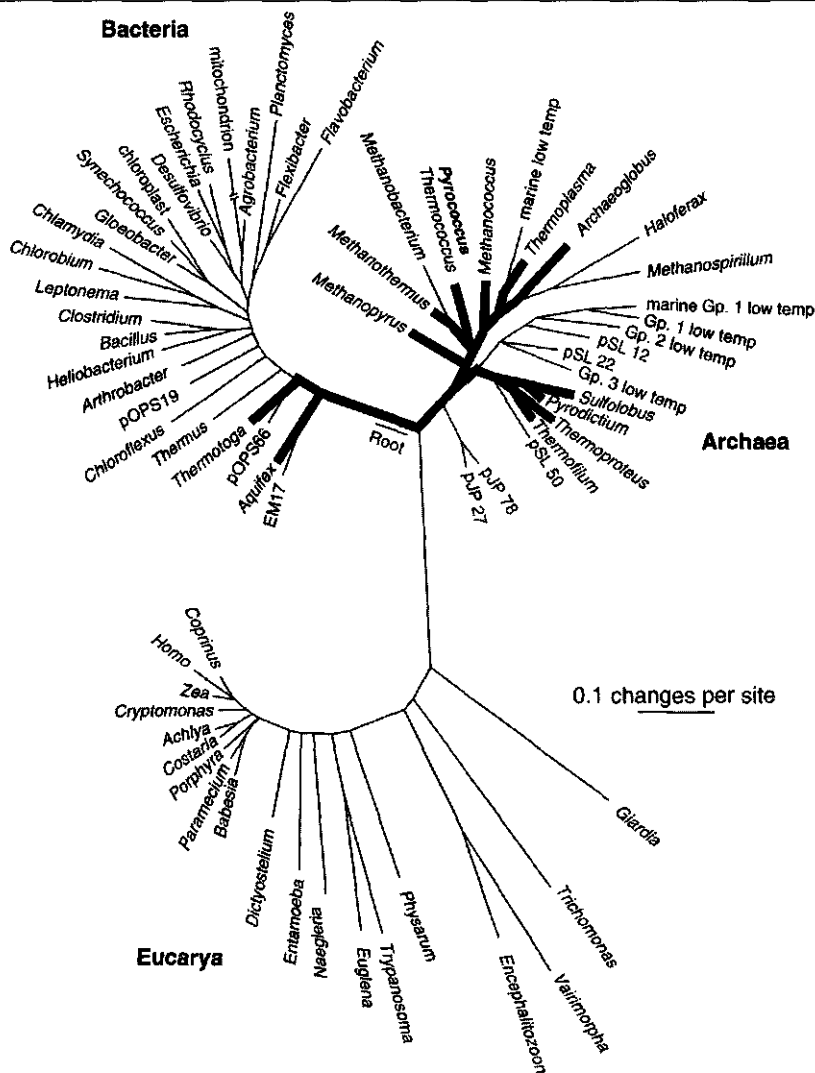 Bacteria
Planctomyces
mitochondrion
Rhodocyclus
Escherichia
Desulfovibrio
Agrobacterium
Flexibacter
Flavobacterium
chloroplast
Synechococcus
Gloeobacter
Chlamydia
Chlorobium
Leptonema
Clostridium
Bacillus
Heliobacterium
Arthrobacter
pOPS19
Chloroflexus
Thermus
Thermotoga
pOPS66
Aquifex
EM17
Root
Methanopyrus
Methanothermus
Methanobacterium
Thermococcus
Pyrococcus
Methanococcus
marine low temp
Thermoplasma
Archaeoglobus
Haloferax
Methanospirillum
marine Gp. 1 low temp
Gp. 1 low temp
Gp. 2 low temp
pSL 12
pSL 22
Gp. 3 low temp
Sulfolobus
Pyrodictium
Thermoproteus
Thermofilum
pSL 50
pJP 78
pJP 27
Archaea
Coprinus
Homo
Zea
Cryptomonas
Achlya
Costaria
Porphyra
Paramecium
Babesia
Dictyostelium
Entamoeba
Naegleria
Euglena
Trypanosoma
Physarum
Encephalitozoon
Vairimorpha
Trichomonas
Giardia
0.1 changes per site
Eucarya